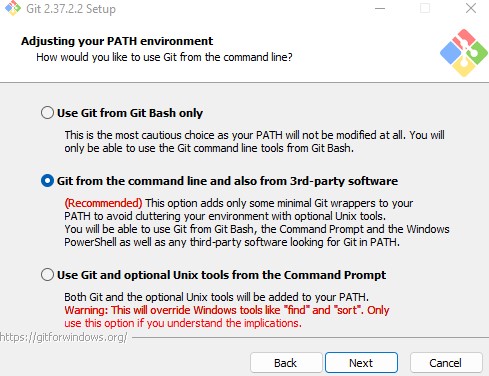 Git 2.37.2.2 Setup
Adjusting your PATH environment
How would you like to use Git from the command line?
Use Git from Git Bash only
This is the most cautious choice as your PATH will not be modified at all. You will
only be able to use the Git command line tools from Git Bash.
Git from the command line and also from 3rd-party software
(Recommended) This option adds only some minimal Git wrappers to your
PATH to avoid cluttering your environment with optional Unix tools.
You will be able to use Git from Git Bash, the Command Prompt and the Windows
PowerShell as well as any third-party software looking for Git in PATH.
Use Git and optional Unix tools from the Command Prompt
Both Git and the optional Unix tools will be added to your PATH.
Warning: This will override Windows tools like "find" and "sort". Only
use this option if you understand the implications.
https://gitforwindows.org/
Back
Next
Cancel